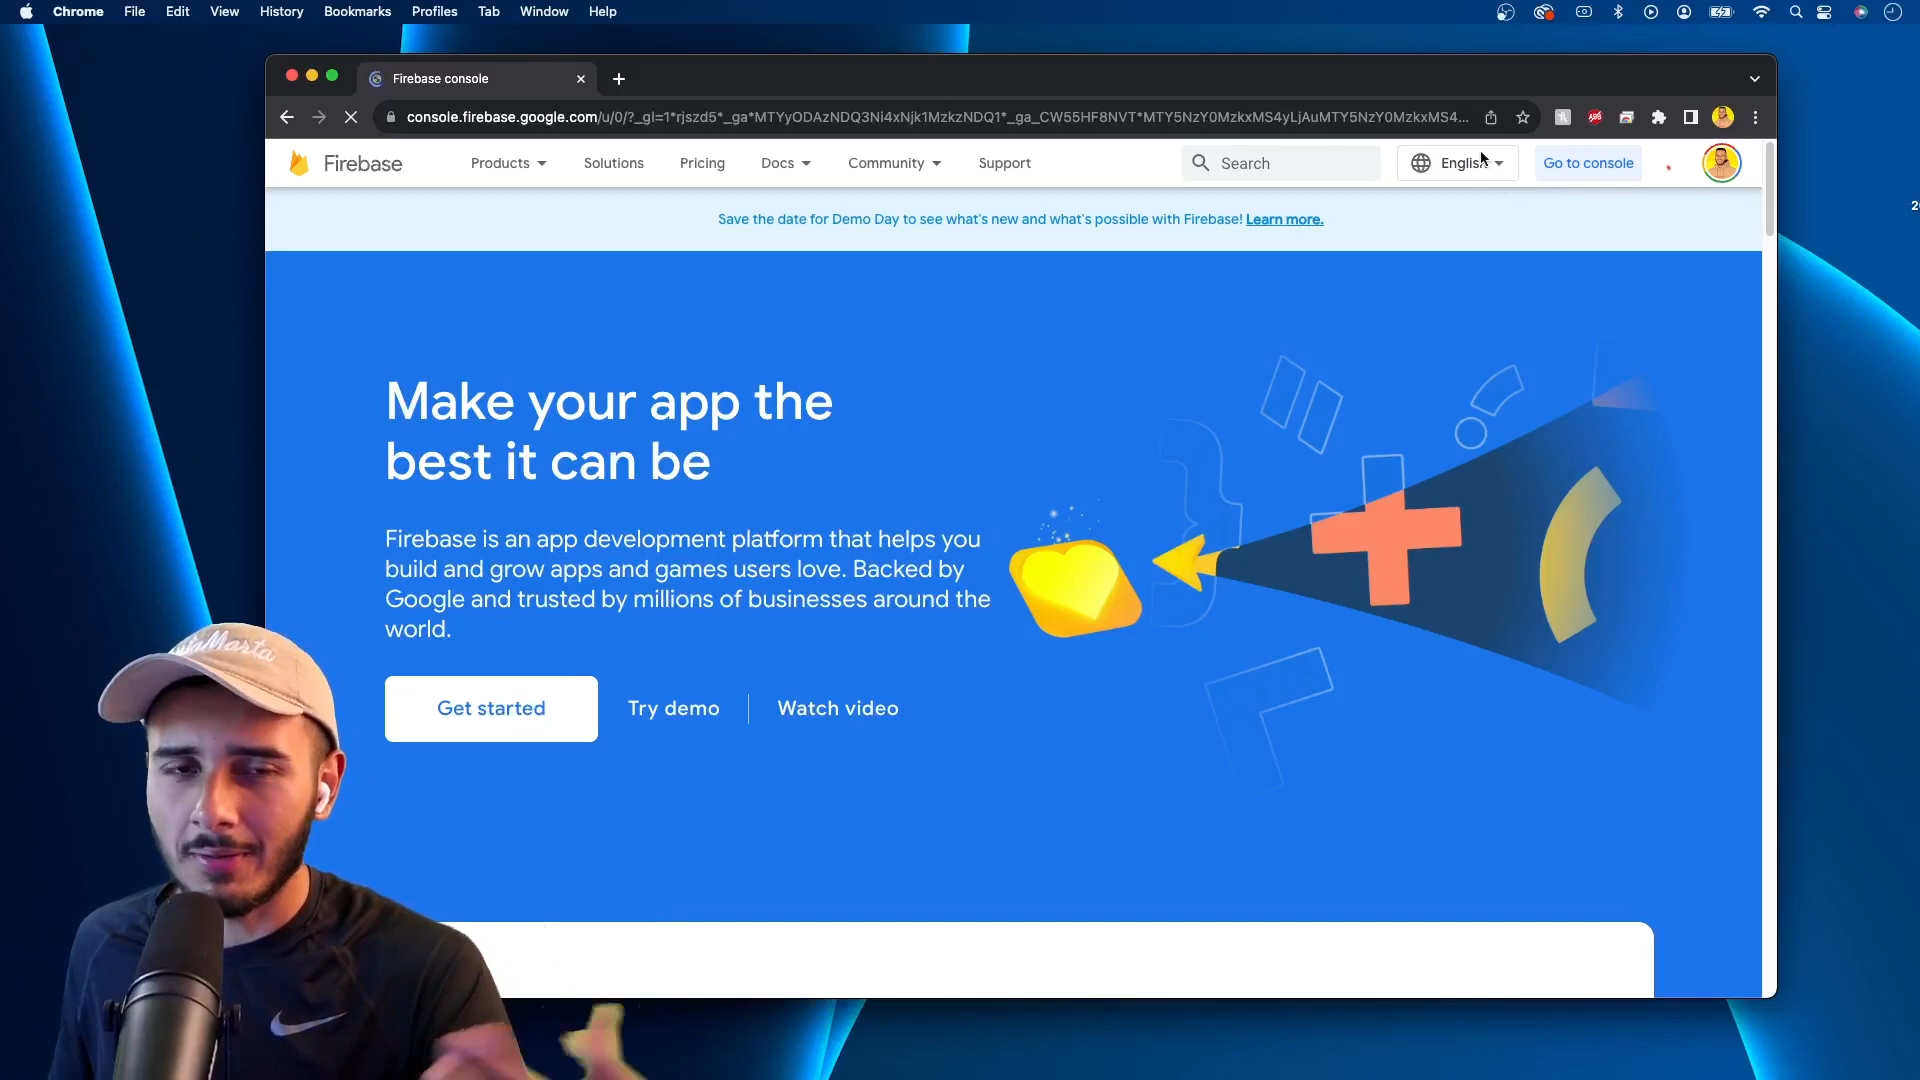 Chrome File Edit View History Bookmarks Profiles Tab Window Help
Firebase console
console.firebase.google.com/u/0/?_gl=1*rjszd5*_ga*MTYyODAzNDQ3Ni4xNjk1MzkzNDQ1*_ga_CW55HF8NVT*MTY5NzY0MzkxMS4yLjAuMTY5NzY0MzkxMS4...
Firebase Products Solutions Pricing Docs Community Support Search English Go to console
Save the date for Demo Day to see what's new and what's possible with Firebase! Learn more.
Make your app the
best it can be
Firebase is an app development platform that helps you
build and grow apps and games users love. Backed by
Google and trusted by millions of businesses around the
world.
Get started Try demo Watch video